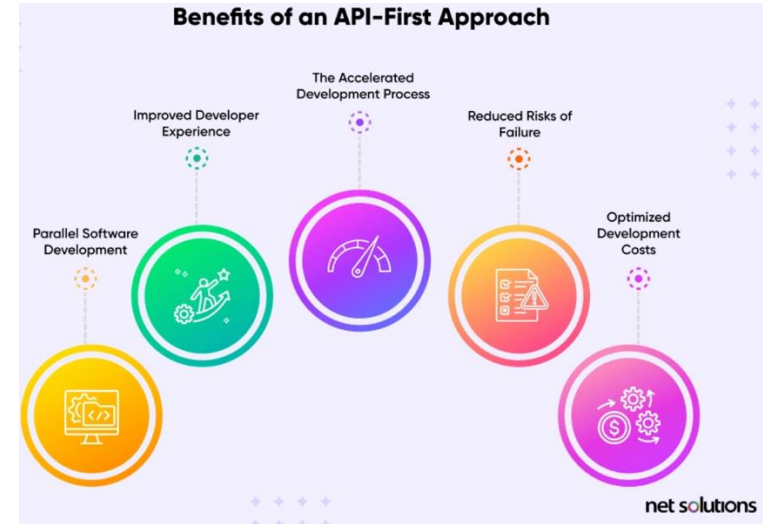 Benefits of an API-First Approach
The Accelerated
Development Process
Improved Developer
Experience
Reduced Risks of
Failure
Parallel Software
Development
Optimized
Development
Costs
</>
$
net solutions